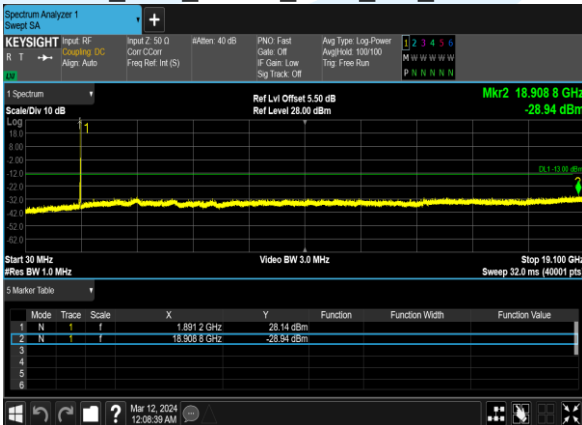 Spectrum Analyzer 1
Swept SA
+
KEYSIGHT Input: RF Input Z: 50 Ω #Atten: 40 dB PNO: Fast Avg Type: Log-Power 1 2 3 4 5 6
R T Coupling: DC Corr CCorr Gate: Off Avg|Hold: 100/100 M W W W W W
Align: Auto Freq Ref: Int (S) IF Gain: Low Trig: Free Run
Sig Track: Off P N N N N N
LU
1 Spectrum Ref Lvl Offset 5.50 dB Mkr2 18.908 8 GHz
Scale/Div 10 dB Ref Level 28.00 dBm -28.94 dBm
Log
18.0
8.00
-2.00
-12.0
-22.0
-32.0
-42.0
-52.0
-62.0
1
DL1 -13.00 dBm
2
Start 30 MHz Video BW 3.0 MHz Stop 19.100 GHz
#Res BW 1.0 MHz Sweep 32.0 ms (40001 pts
5 Marker Table
Mode Trace Scale X Y Function Function Width Function Value
1 N 1 f 1.891 2 GHz 28.14 dBm
2 N 1 f 18.908 8 GHz -28.94 dBm
3
4
5
6
? Mar 12, 2024
12:08:39 AM